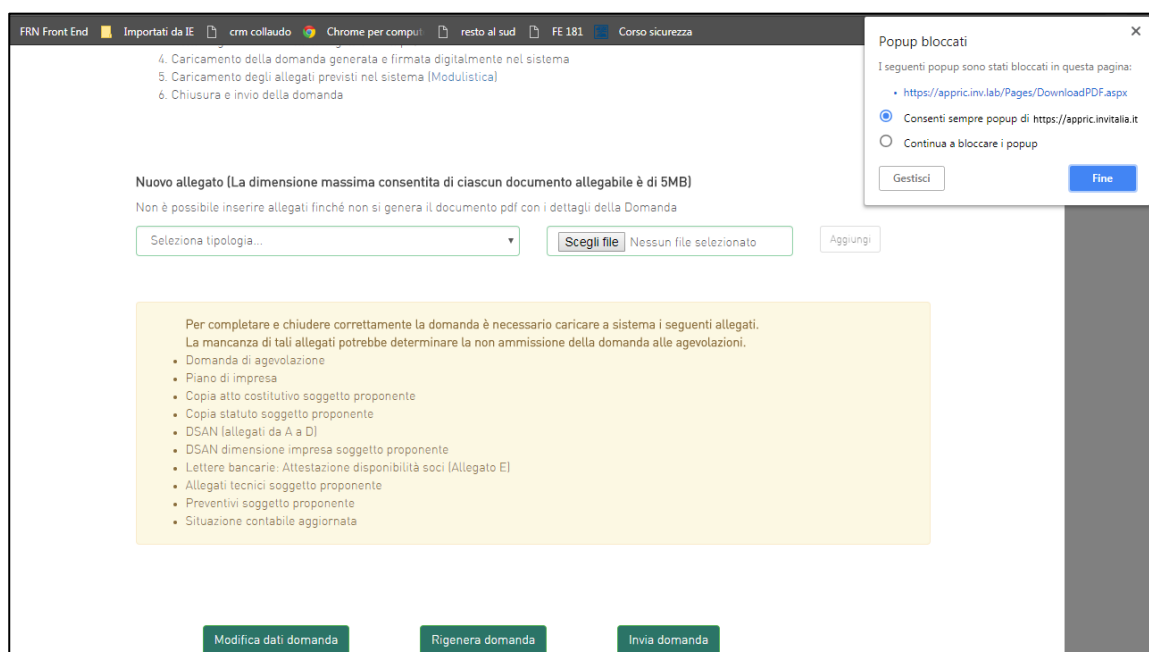 FRN Front End Importati da IE crm collaudo Chrome per comput resto al sud FE 181 Corso sicurezza
4. Caricamento della domanda generata e firmata digitalmente nel sistema
5. Caricamento degli allegati previsti nel sistema (Modulistica)
6. Chiusura e invio della domanda
Popup bloccati
I seguenti popup sono stati bloccati in questa pagina:
• https://appric.inv.lab/Pages/DownloadPDF.aspx
Consenti sempre popup di https://appric.invitalia.it
Continua a bloccare i popup
Gestisci Fine
Nuovo allegato (La dimensione massima consentita di ciascun documento allegabile è di 5MB)
Non è possibile inserire allegati finché non si genera il documento pdf con i dettagli della Domanda
Seleziona tipologia... Scegli file Nessun file selezionato Aggiungi
Per completare e chiudere correttamente la domanda è necessario caricare a sistema i seguenti allegati.
La mancanza di tali allegati potrebbe determinare la non ammissione della domanda alle agevolazioni.
• Domanda di agevolazione
• Piano di impresa
• Copia atto costitutivo soggetto proponente
• Copia statuto soggetto proponente
• DSAN (allegati da A a D)
• DSAN dimensione impresa soggetto proponente
• Lettere bancarie: Attestazione disponibilità soci (Allegato E)
• Allegati tecnici soggetto proponente
• Preventivi soggetto proponente
• Situazione contabile aggiornata
Modifica dati domanda Rigenera domanda Invia domanda